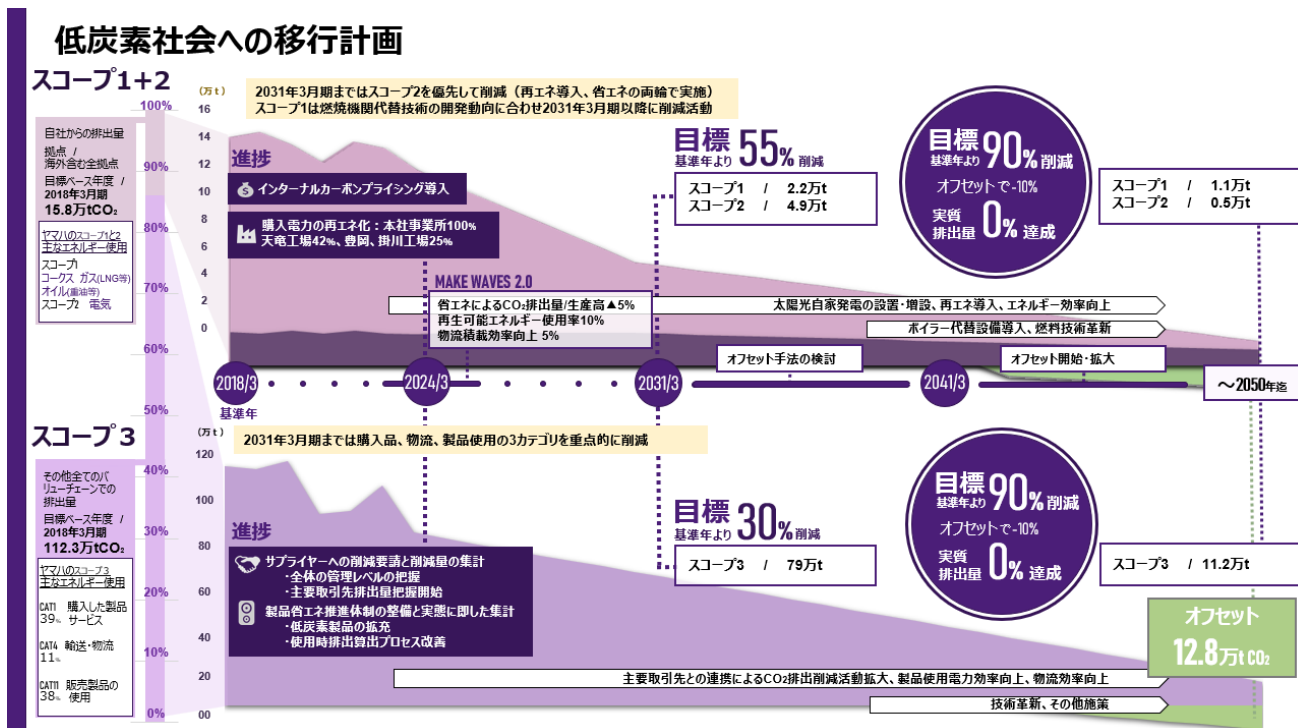 低炭素社会への移行計画
スコープ1+2
自社からの排出量
拠点 /
海外含む全拠点
目標ベース年度 /
2018年3月期
15.8万tCO₂
ヤマハのスコープ1と2
主なエネルギー使用
スコープ1
コークス ガス(LNG等)
オイル(重油等)
スコープ2 電気
100%
90%
80%
70%
60%
50%
40%
30%
20%
10%
0%
(万t)
16
14
12
10
8
6
4
2
0
2031年3月期まではスコープ2を優先して削減（再エネ導入、省エネの両輪で実施）
スコープ1は燃焼機関代替技術の開発動向に合わせ2031年3月期以降に削減活動
進捗
インターナルカーボンプライシング導入
購入電力の再エネ化：本社事業所100%
天竜工場42%、豊岡、掛川工場25%
MAKE WAVES 2.0
省エネによるCO₂排出量/生産高▲5%
再生可能エネルギー使用率10%
物流積載効率向上 5%
目標
基準年より 55%削減
スコープ1 / 2.2万t
スコープ2 / 4.9万t
目標
基準年より 90%削減
オフセットで-10%
実質
排出量 0% 達成
スコープ1 / 1.1万t
スコープ2 / 0.5万t
太陽光自家発電の設置・増設、再エネ導入、エネルギー効率向上
ボイラー代替設備導入、燃料技術革新
オフセット手法の検討
オフセット開始・拡大
2018/3
基準年
2024/3
2031/3
2041/3
～2050年迄
スコープ3
その他全てのバ
リューチェーンでの
排出量
目標ベース年度 /
2018年3月期
112.3万tCO₂
ヤマハのスコープ3
主なエネルギー使用
CAT1 購入した製品
39% サービス
CAT4 輸送・物流
11%
CAT11 販売製品の
38% 使用
(万t)
120
100
80
60
40
20
00
2031年3月期までは購入品、物流、製品使用の3カテゴリを重点的に削減
進捗
サプライヤーへの削減要請と削減量の集計
・全体の管理レベルの把握
・主要取引先排出量把握開始
製品省エネ推進体制の整備と実態に即した集計
・低炭素製品の拡充
・使用時排出算出プロセス改善
目標
基準年より 30%削減
スコープ3 / 79万t
目標
基準年より 90%削減
オフセットで-10%
実質
排出量 0% 達成
スコープ3 / 11.2万t
オフセット
12.8万t CO₂
主要取引先との連携によるCO₂排出削減活動拡大、製品使用電力効率向上、物流効率向上
技術革新、その他施策